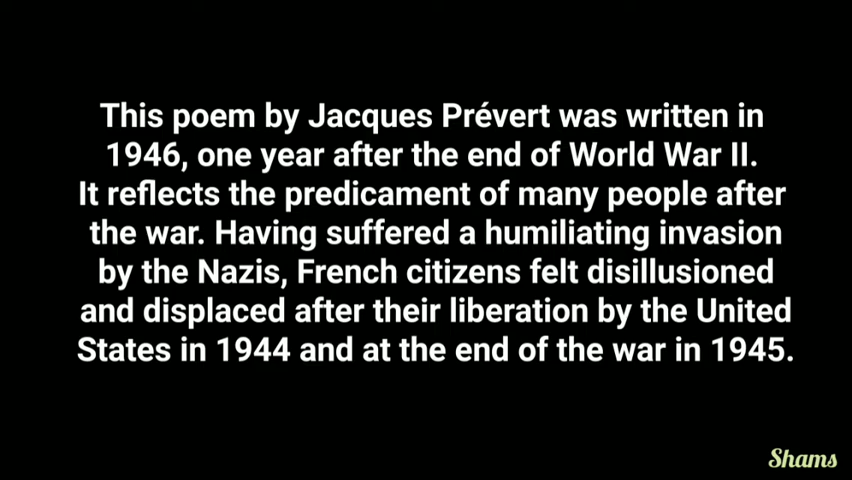 This poem by Jacques Prévert was written in
1946, one year after the end of World War II.
It reflects the predicament of many people after
the war. Having suffered a humiliating invasion
by the Nazis, French citizens felt disillusioned
and displaced after their liberation by the United
States in 1944 and at the end of the war in 1945.
Shams